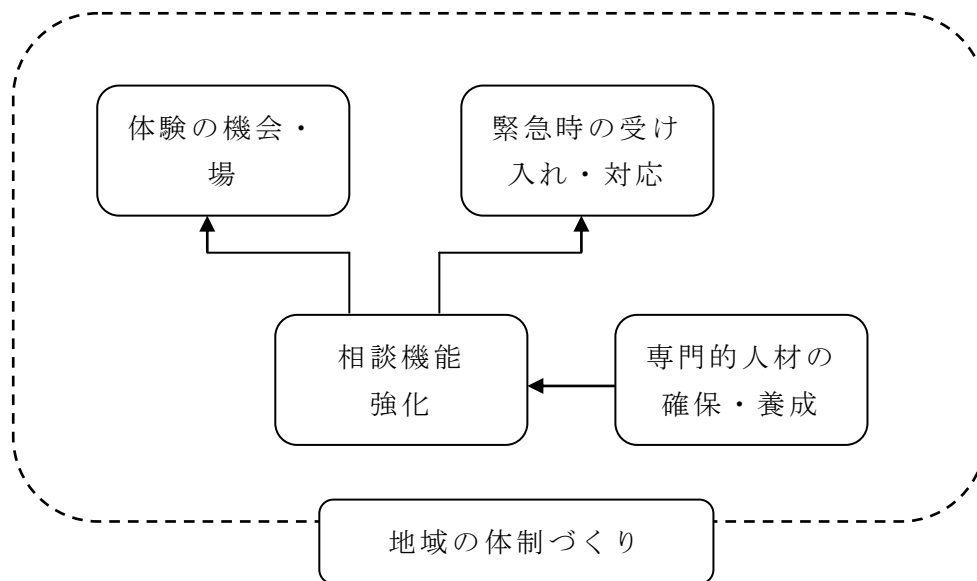 体験の機会・
場
緊急時の受け
入れ・対応
相談機能
強化
専門的人材の
確保・養成
地域の体制づくり